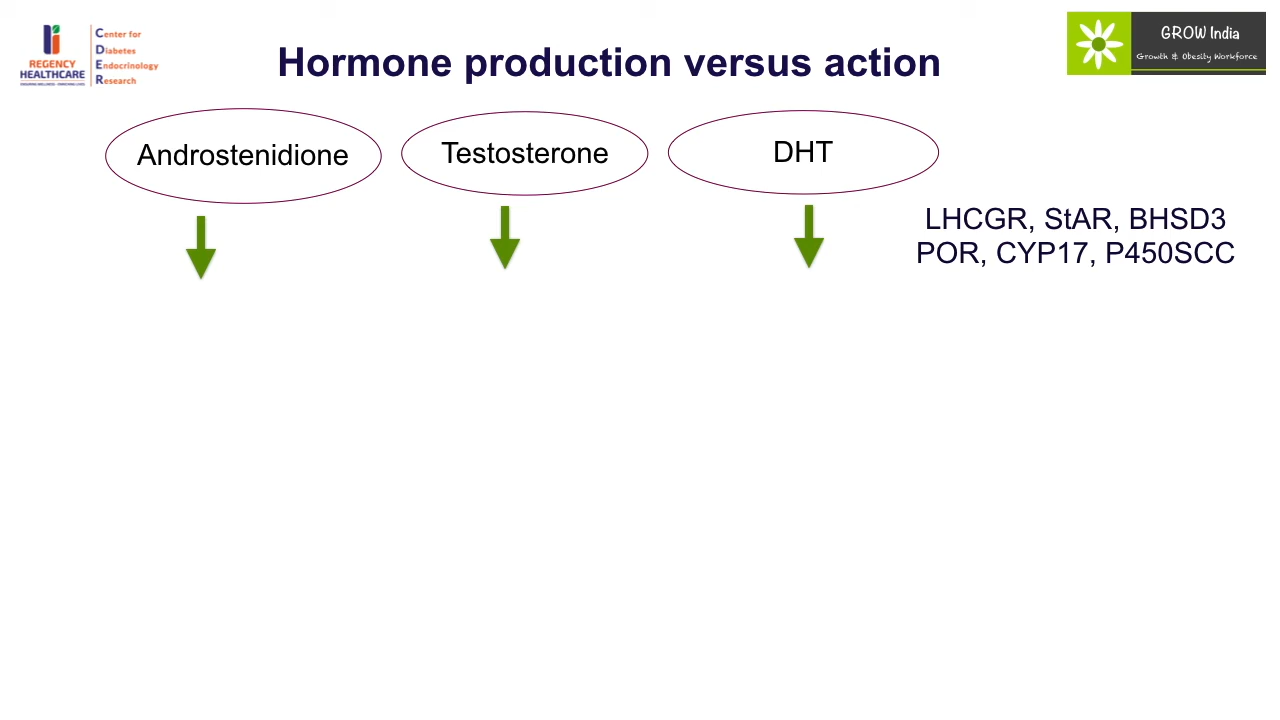 Center for
Diabetes
Endocrinology
Research
REGENCY
HEALTHCARE
Hormone production versus action
GROW India
Growth & Obesity Workforce
Androstenidione
Testosterone
DHT
LHCGR, StAR, BHSD3
POR, CYP17, P450SCC